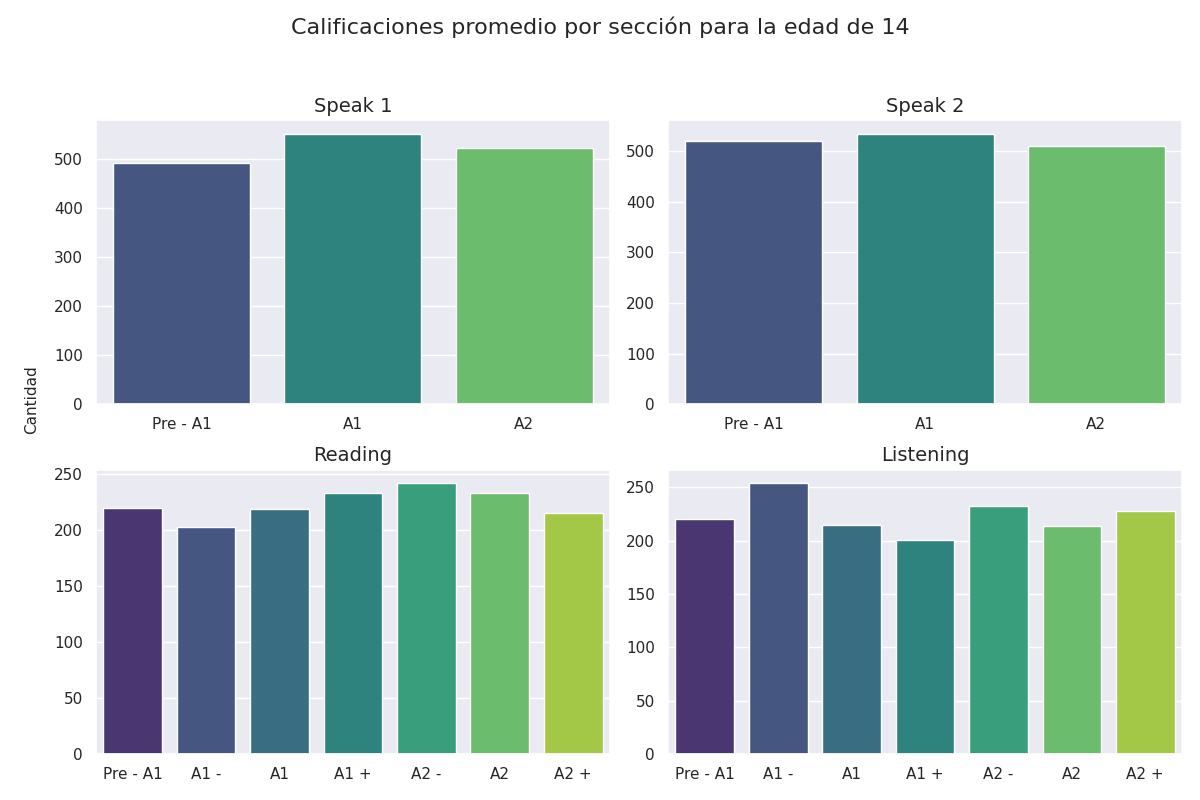 Calificaciones promedio por sección para la edad de 14
Speak 1
500
400
300
200
100
0
Pre - A1 A1 A2
Speak 2
500
400
300
200
100
0
Pre - A1 A1 A2
Cantidad
Reading
250
200
150
100
50
0
Pre - A1 A1 - A1 A1 + A2 - A2 A2 +
Listening
250
200
150
100
50
0
Pre - A1 A1 - A1 A1 + A2 - A2 A2 +